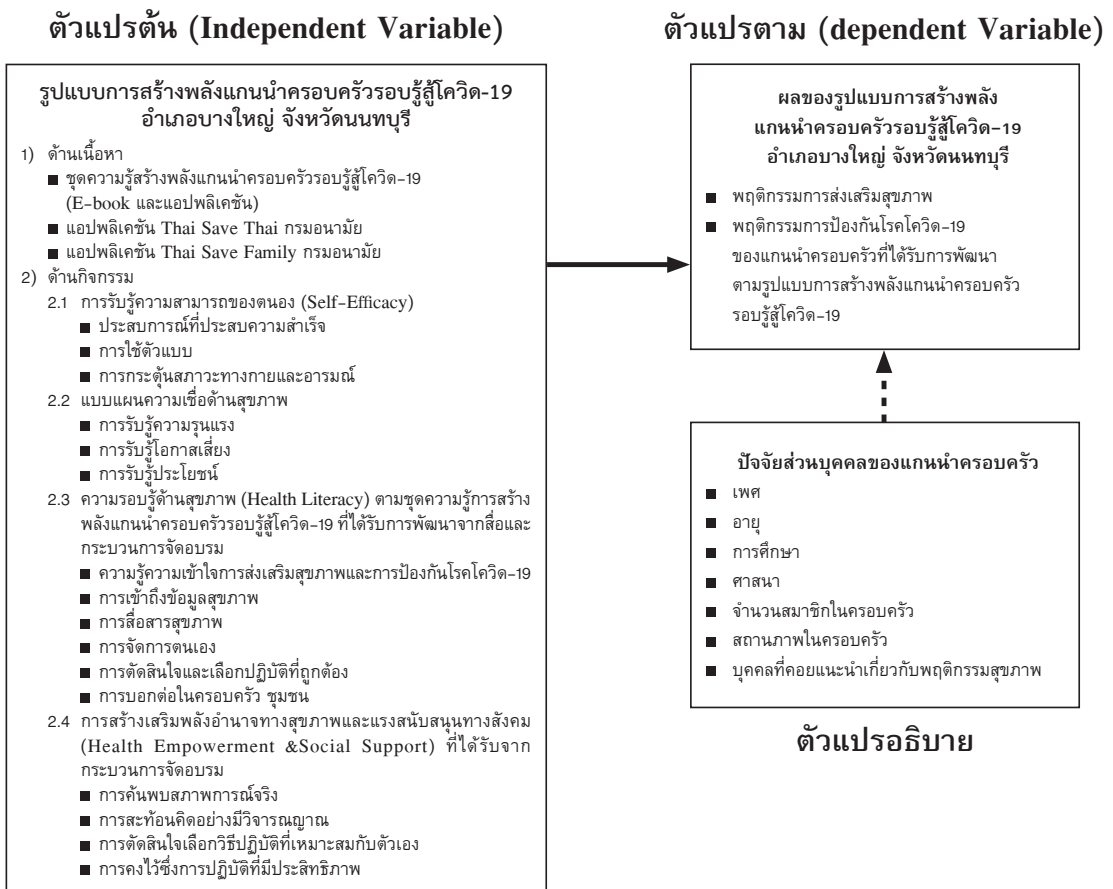 ตัวแปรต้น (Independent Variable)
รูปแบบการสร้างพลังแกนนำครอบครัวรอบรู้สู้โควิด-19
อำเภอบางใหญ่ จังหวัดนนทบุรี
1) ด้านเนื้อหา
■ ชุดความรู้สร้างพลังแกนนำครอบครัวรอบรู้สู้โควิด-19
(E-book และแอปพลิเคชัน)
■ แอปพลิเคชัน Thai Save Thai กรมอนามัย
■ แอปพลิเคชัน Thai Save Family กรมอนามัย
2) ด้านกิจกรรม
2.1 การรับรู้ความสามารถของตนอง (Self-Efficacy)
■ ประสบการณ์ที่ประสบความสำเร็จ
■ การใช้ตัวแบบ
■ การกระตุ้นสภาวะทางกายและอารมณ์
2.2 แบบแผนความเชื่อด้านสุขภาพ
■ การรับรู้ความรุนแรง
■ การรับรู้โอกาสเสี่ยง
■ การรับรู้ประโยชน์
2.3 ความรอบรู้ด้านสุขภาพ (Health Literacy) ตามชุดความรู้การสร้าง
พลังแกนนำครอบครัวรอบรู้สู้โควิด-19 ที่ได้รับการพัฒนาจากสื่อและ
กระบวนการจัดอบรม
■ ความรู้ความเข้าใจการส่งเสริมสุขภาพและการป้องกันโรคโควิด-19
■ การเข้าถึงข้อมูลสุขภาพ
■ การสื่อสารสุขภาพ
■ การจัดการตนเอง
■ การตัดสินใจและเลือกปฏิบัติที่ถูกต้อง
■ การบอกต่อในครอบครัว ชุมชน
2.4 การสร้างเสริมพลังอำนาจทางสุขภาพและแรงสนับสนุนทางสังคม
(Health Empowerment &Social Support) ที่ได้รับจาก
กระบวนการจัดอบรม
■ การค้นพบสภาพการณ์จริง
■ การสะท้อนคิดอย่างมีวิจารณญาณ
■ การตัดสินใจเลือกวิธีปฏิบัติที่เหมาะสมกับตัวเอง
■ การคงไว้ซึ่งการปฏิบัติที่มีประสิทธิภาพ
ตัวแปรตาม (dependent Variable)
ผลของรูปแบบการสร้างพลัง
แกนนำครอบครัวรอบรู้สู้โควิด-19
อำเภอบางใหญ่ จังหวัดนนทบุรี
■ พฤติกรรมการส่งเสริมสุขภาพ
■ พฤติกรรมการป้องกันโรคโควิด-19
ของแกนนำครอบครัวที่ได้รับการพัฒนา
ตามรูปแบบการสร้างพลังแกนนำครอบครัว
รอบรู้สู้โควิด-19
ปัจจัยส่วนบุคคลของแกนนำครอบครัว
■ เพศ
■ อายุ
■ การศึกษา
■ ศาสนา
■ จำนวนสมาชิกในครอบครัว
■ สถานภาพในครอบครัว
■ บุคคลที่คอยแนะนำเกี่ยวกับพฤติกรรมสุขภาพ
ตัวแปรอธิบาย